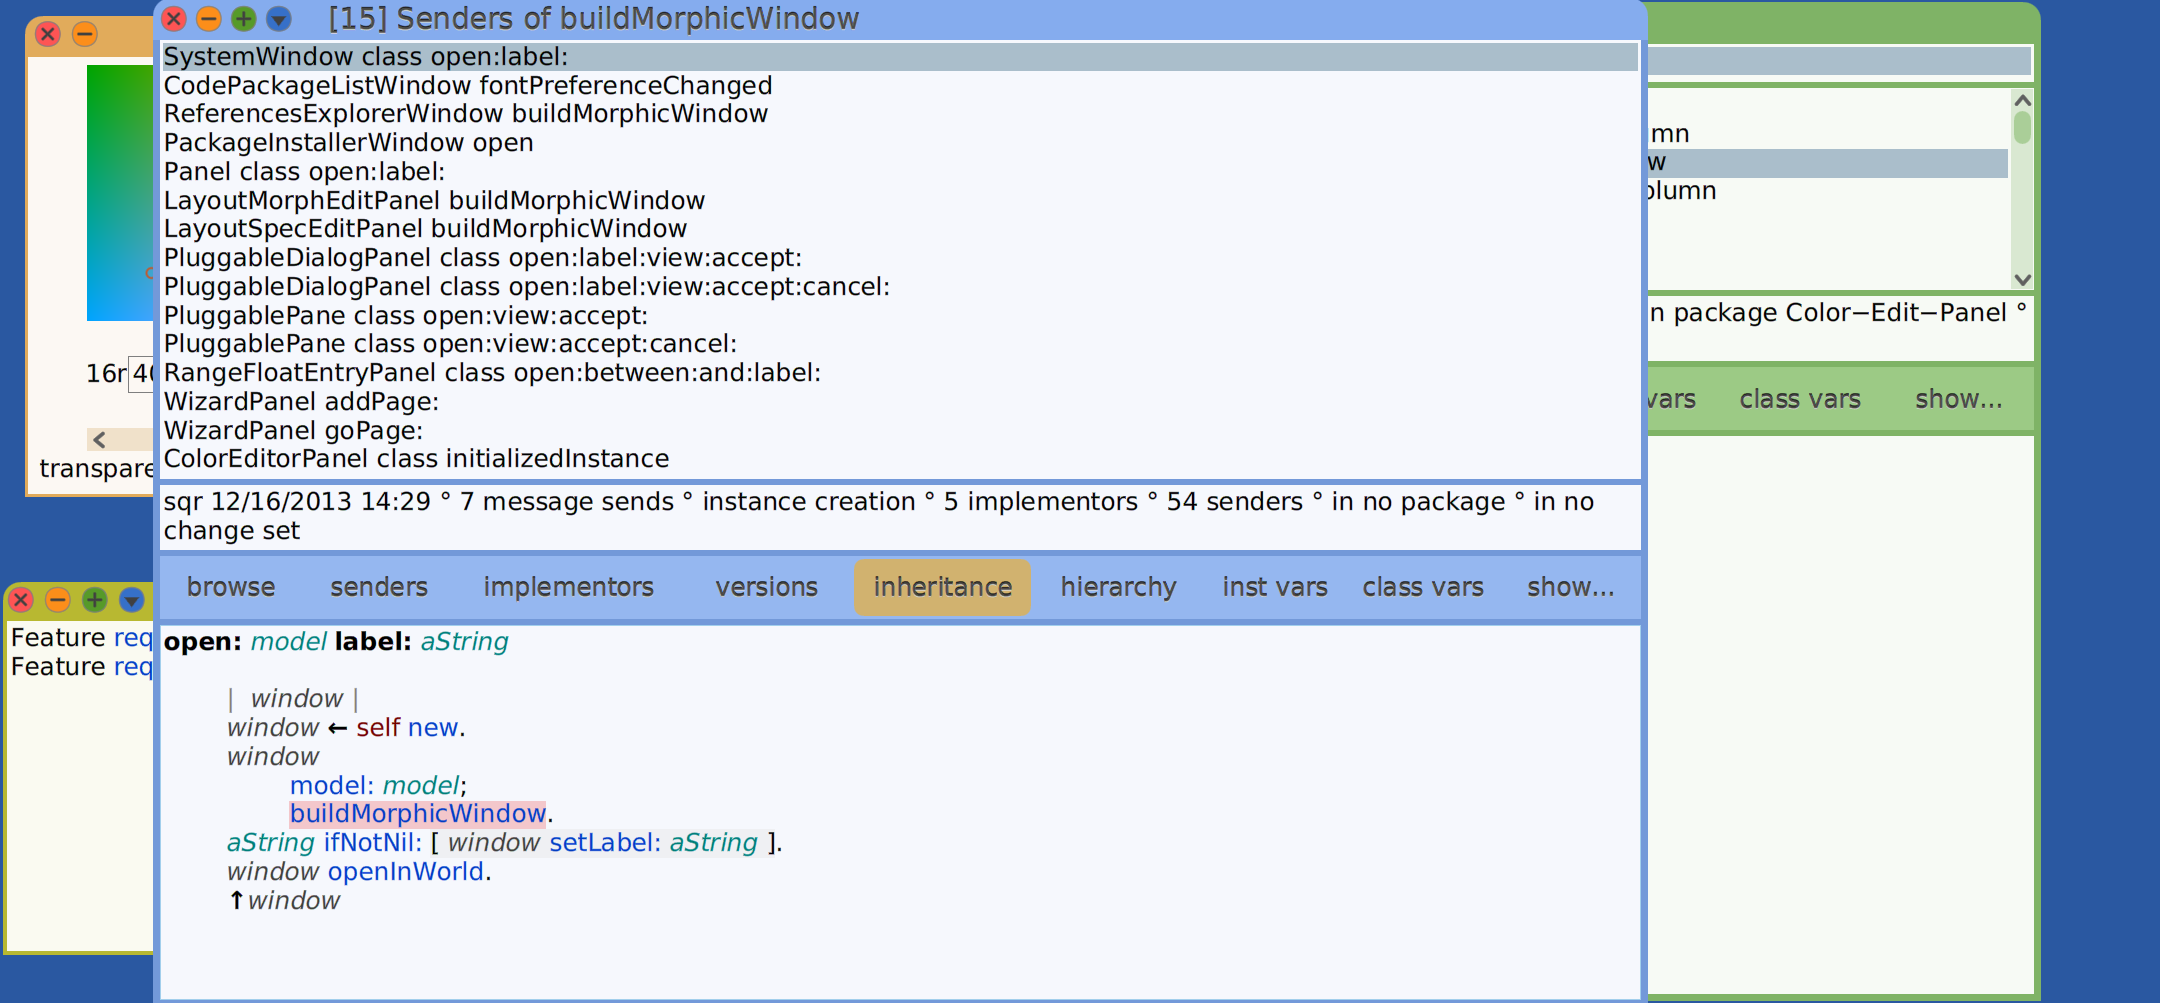 [15] Senders of buildMorphicWindow
SystemWindow class open:label:
CodePackageListWindow fontPreferenceChanged
ReferencesExplorerWindow buildMorphicWindow
PackageInstallerWindow open
Panel class open:label:
LayoutMorphEditPanel buildMorphicWindow
LayoutSpecEditPanel buildMorphicWindow
PluggableDialogPanel class open:label:view:accept:
PluggableDialogPanel class open:label:view:accept:cancel:
PluggablePane class open:view:accept:
PluggablePane class open:view:accept:cancel:
RangeFloatEntryPanel class open:between:and:label:
WizardPanel addPage:
WizardPanel goPage:
ColorEditorPanel class initializedInstance
sqr 12/16/2013 14:29 ° 7 message sends ° instance creation ° 5 implementors ° 54 senders ° in no package ° in no
change set
browse senders implementors versions inheritance hierarchy inst vars class vars show...
open: model label: aString
| window |
window ← self new.
window
model: model;
buildMorphicWindow.
aString ifNotNil: [ window setLabel: aString ].
window openInWorld.
↑window
16r 40
transpare
Feature req
Feature req
mn
w
olumn
n package Color−Edit−Panel °
vars class vars show...